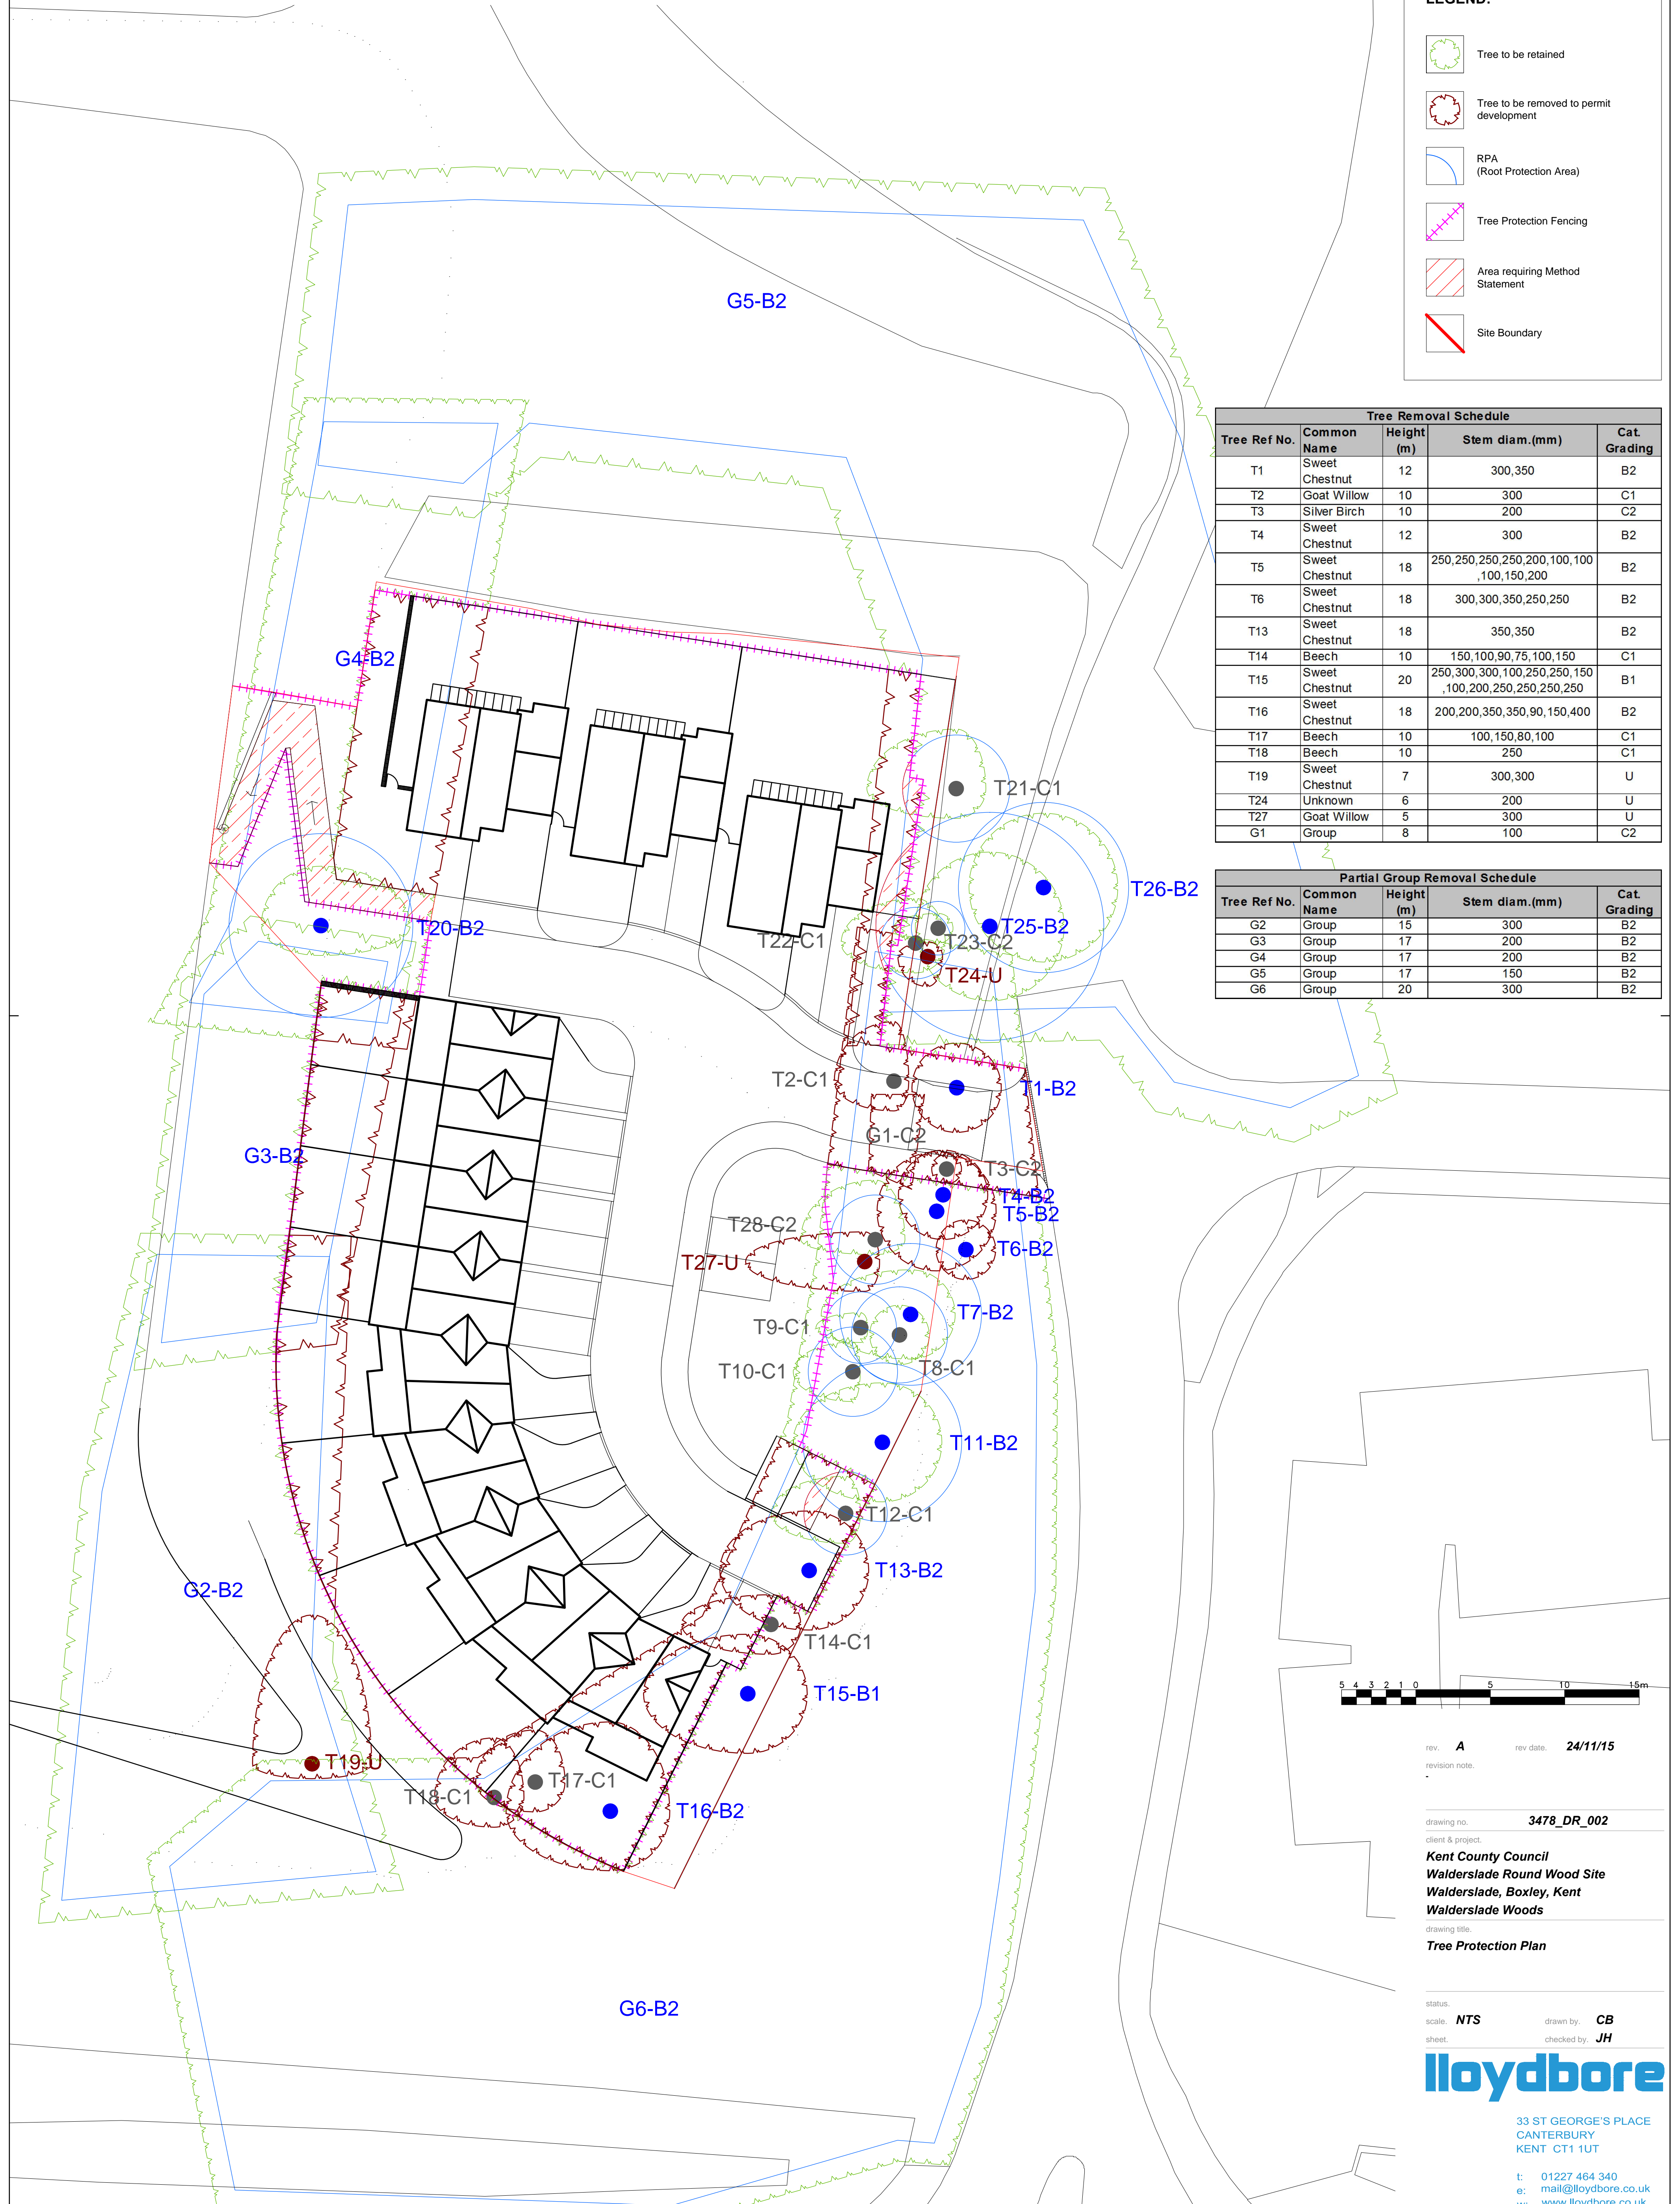 LEGEND:
Tree to be retained
Tree to be removed to permit
development
RPA
(Root Protection Area)
Tree Protection Fencing
Area requiring Method
Statement
Site Boundary
Tree Removal Schedule
Tree Ref No. Common Name Height (m) Stem diam.(mm) Cat. Grading
T1 Sweet Chestnut 12 300,350 B2
T2 Goat Willow 10 300 C1
T3 Silver Birch 10 200 C2
T4 Sweet Chestnut 12 300 B2
T5 Sweet Chestnut 18 250,250,250,250,200,100,100,100,150,200 B2
T6 Sweet Chestnut 18 300,300,350,250,250 B2
T13 Sweet Chestnut 18 350,350 B2
T14 Beech 10 150,100,90,75,100,150 C1
T15 Sweet Chestnut 20 250,300,300,100,250,250,150,100,200,250,250,250,250 B1
T16 Sweet Chestnut 18 200,200,350,350,90,150,400 B2
T17 Beech 10 100,150,80,100 C1
T18 Beech 10 250 C1
T19 Sweet Chestnut 7 300,300 U
T24 Unknown 6 200 U
T27 Goat Willow 5 300 U
G1 Group 8 100 C2
Partial Group Removal Schedule
Tree Ref No. Common Name Height (m) Stem diam.(mm) Cat. Grading
G2 Group 15 300 B2
G3 Group 17 200 B2
G4 Group 17 200 B2
G5 Group 17 150 B2
G6 Group 20 300 B2
G5-B2
G4-B2
T21-C1
T26-B2
T25-B2
T20-B2
T22-C1
T23-C2
T24-U
T2-C1
T1-B2
G1-C2
G3-B2
T3-C2
T4-B2
T5-B2
T28-C2
T6-B2
T27-U
T7-B2
T9-C1
T8-C1
T10-C1
T11-B2
T12-C1
T13-B2
G2-B2
T14-C1
T15-B1
T19-U
T17-C1
T18-C1
T16-B2
G6-B2
5 4 3 2 1 0 5 10 15m
rev. A rev date. 24/11/15
revision note.
-
drawing no. 3478_DR_002
client & project.
Kent County Council
Walderslade Round Wood Site
Walderslade, Boxley, Kent
Walderslade Woods
drawing title.
Tree Protection Plan
status.
scale. NTS drawn by. CB
sheet. checked by. JH
lloydbore
33 ST GEORGE'S PLACE
CANTERBURY
KENT CT1 1UT
t: 01227 464 340
e: mail@lloydbore.co.uk
w: www.lloydbore.co.uk